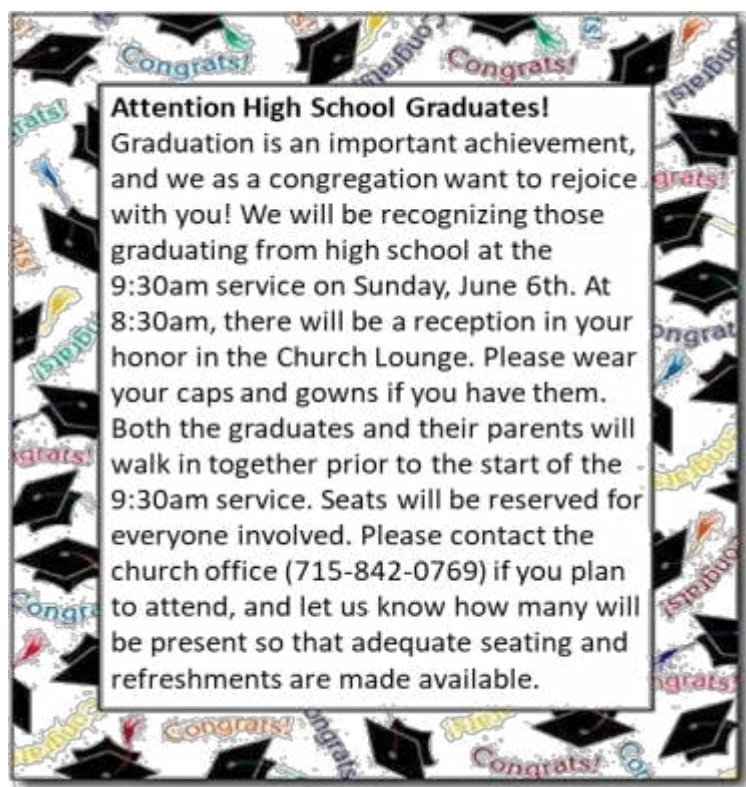 Congrats!
Congrats!
Congrats!
Attention High School Graduates!
Graduation is an important achievement,
and we as a congregation want to rejoice
with you! We will be recognizing those
graduating from high school at the
9:30am service on Sunday, June 6th. At
8:30am, there will be a reception in your
honor in the Church Lounge. Please wear
your caps and gowns if you have them.
Both the graduates and their parents will
walk in together prior to the start of the
9:30am service. Seats will be reserved for
everyone involved. Please contact the
church office (715-842-0769) if you plan
to attend, and let us know how many will
be present so that adequate seating and
refreshments are made available.
Congrats!
Congrats!